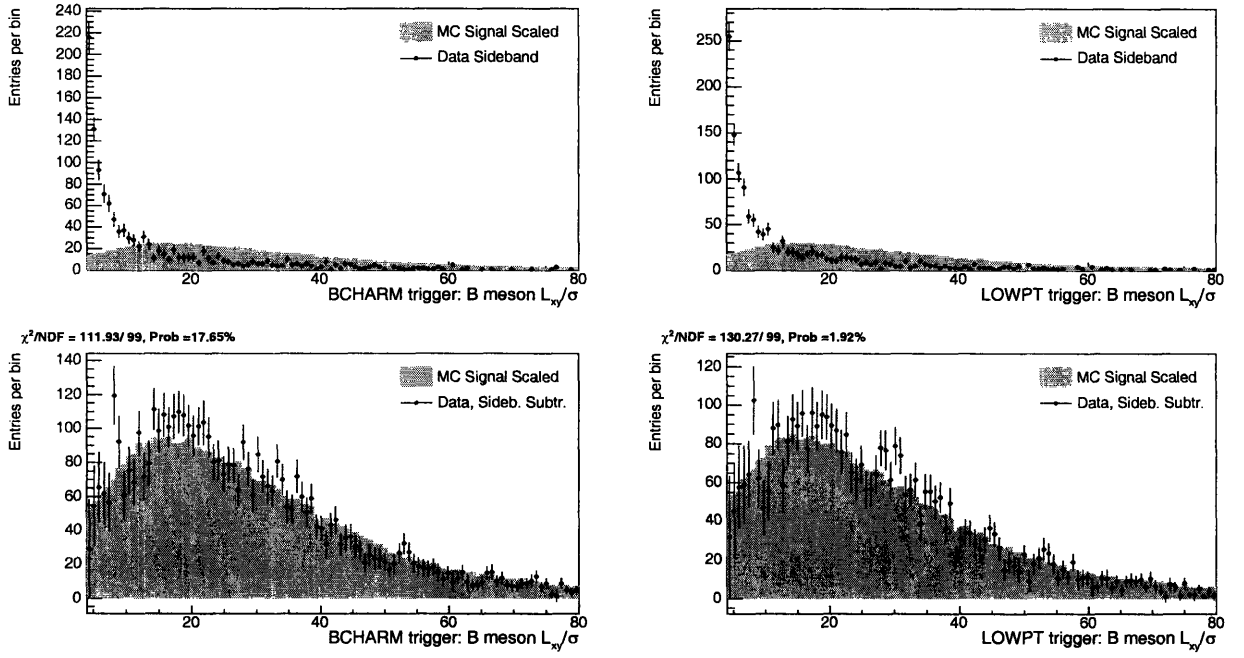 Entries per bin
240
220
200
180
160
140
120
100
80
60
40
20
0
MC Signal Scaled
Data Sideband
20 40 60 80
BCHARM trigger: B meson L_xy/σ
Entries per bin
250
200
150
100
50
0
MC Signal Scaled
Data Sideband
20 40 60 80
LOWPT trigger: B meson L_xy/σ
χ²/NDF = 111.93/ 99, Prob =17.65%
Entries per bin
140
120
100
80
60
40
20
0
MC Signal Scaled
Data, Sideb. Subtr.
20 40 60 80
BCHARM trigger: B meson L_xy/σ
χ²/NDF = 130.27/ 99, Prob =1.92%
Entries per bin
120
100
80
60
40
20
0
MC Signal Scaled
Data, Sideb. Subtr.
20 40 60 80
LOWPT trigger: B meson L_xy/σ